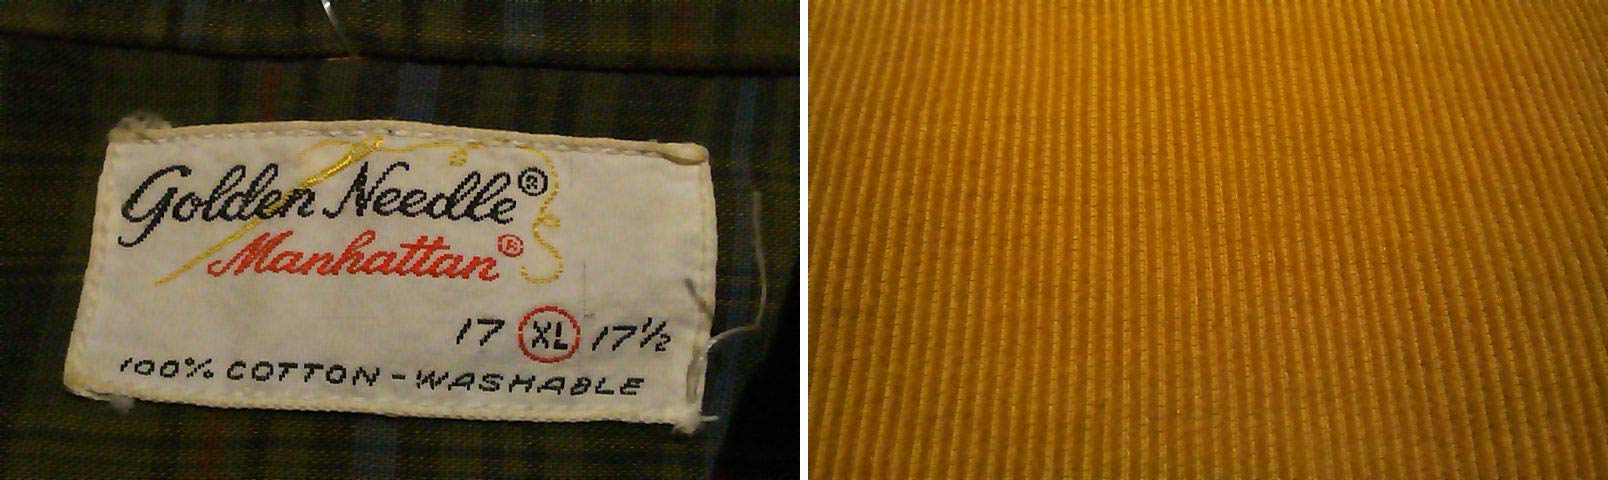 Golden Needle®
Manhattan®
17 XL 17½
100% COTTON - WASHABLE